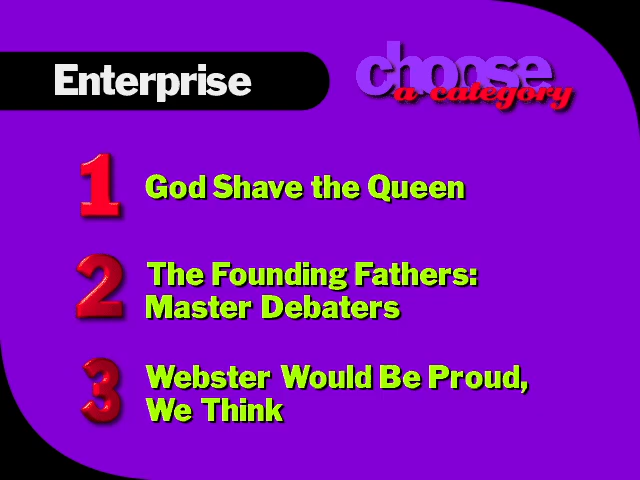 Enterprise
choose
a category
1 God Shave the Queen
2 The Founding Fathers:
Master Debaters
3 Webster Would Be Proud,
We Think